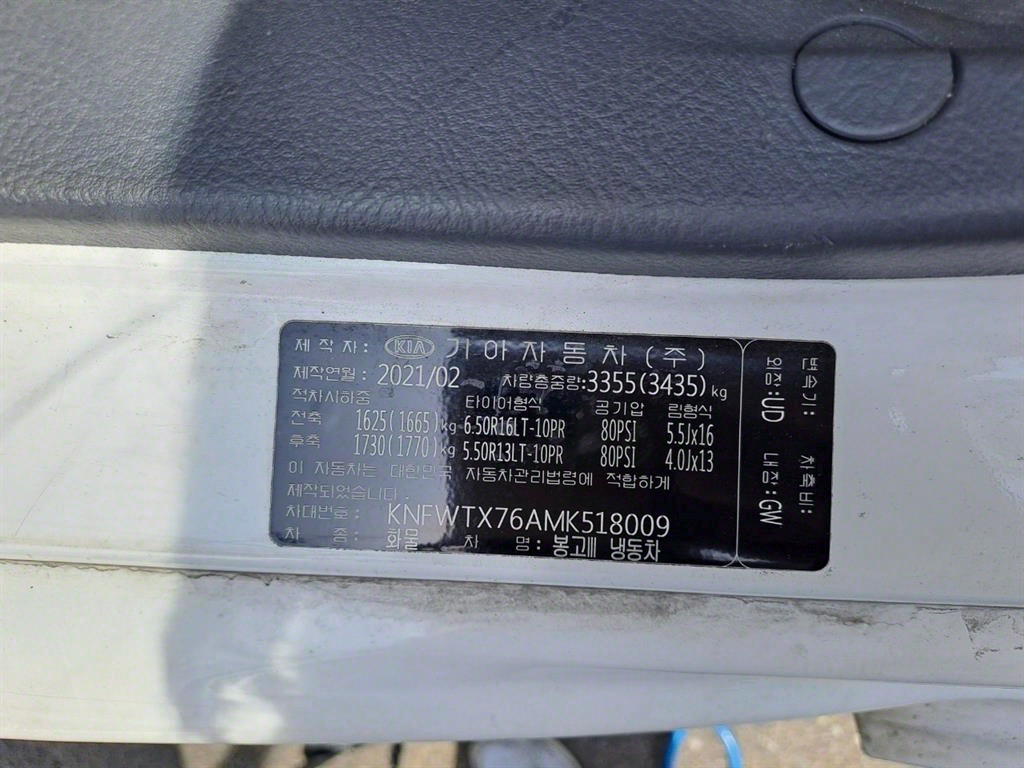 제작자: KIA 기아자동차(주)
제작연월: 2021/02 차량총중량:3355(3435)kg
적차시하중 타이어형식 공기압 림형식
전축 1625(1665)kg 6.50R16LT-10PR 80PSI 5.5Jx16
후축 1730(1770)kg 5.50R13LT-10PR 80PSI 4.0Jx13
이 자동차는 대한민국 자동차관리법령에 적합하게
제작되었습니다.
차대번호: KNFWTX76AMK518009
차 종: 화물 차 명: 봉고Ⅲ 냉동차
변속기: 차축비:
외장:UD 내장:GW